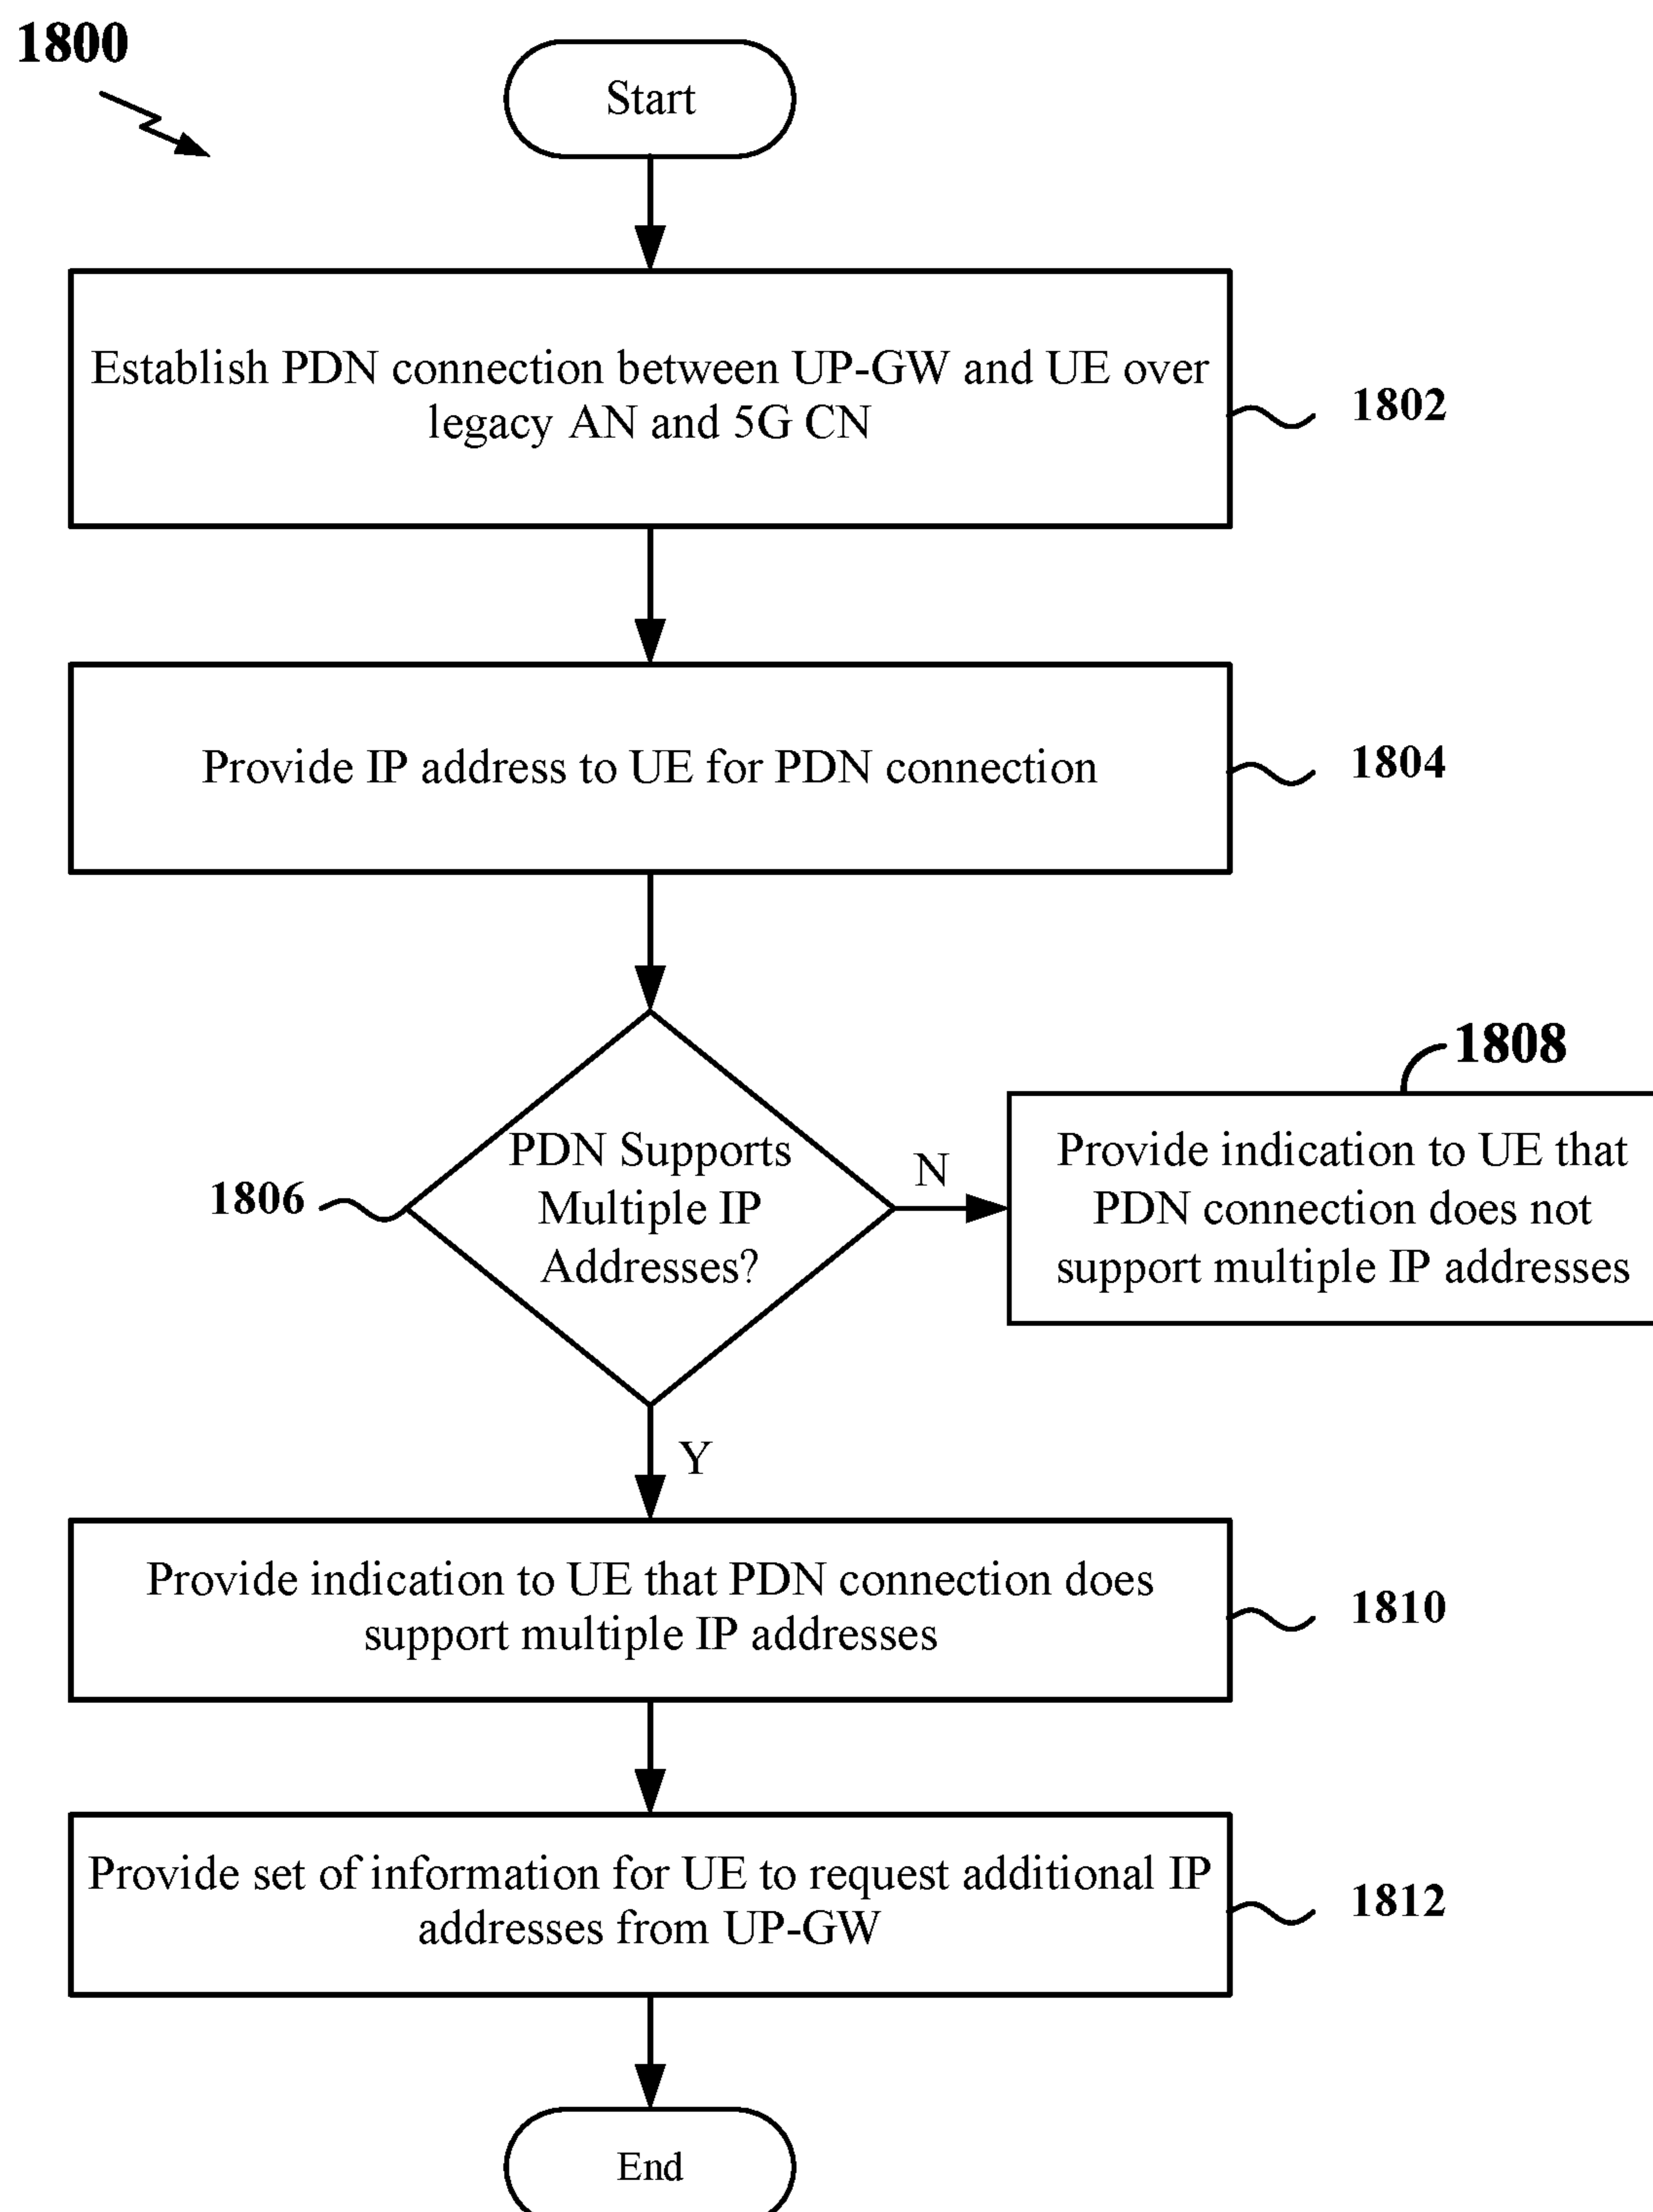 1800
Start
Establish PDN connection between UP-GW and UE over
legacy AN and 5G CN
1802
Provide IP address to UE for PDN connection
1804
1808
PDN Supports
Multiple IP
Addresses?
1806
N
Provide indication to UE that
PDN connection does not
support multiple IP addresses
Y
Provide indication to UE that PDN connection does
support multiple IP addresses
1810
Provide set of information for UE to request additional IP
addresses from UP-GW
1812
End